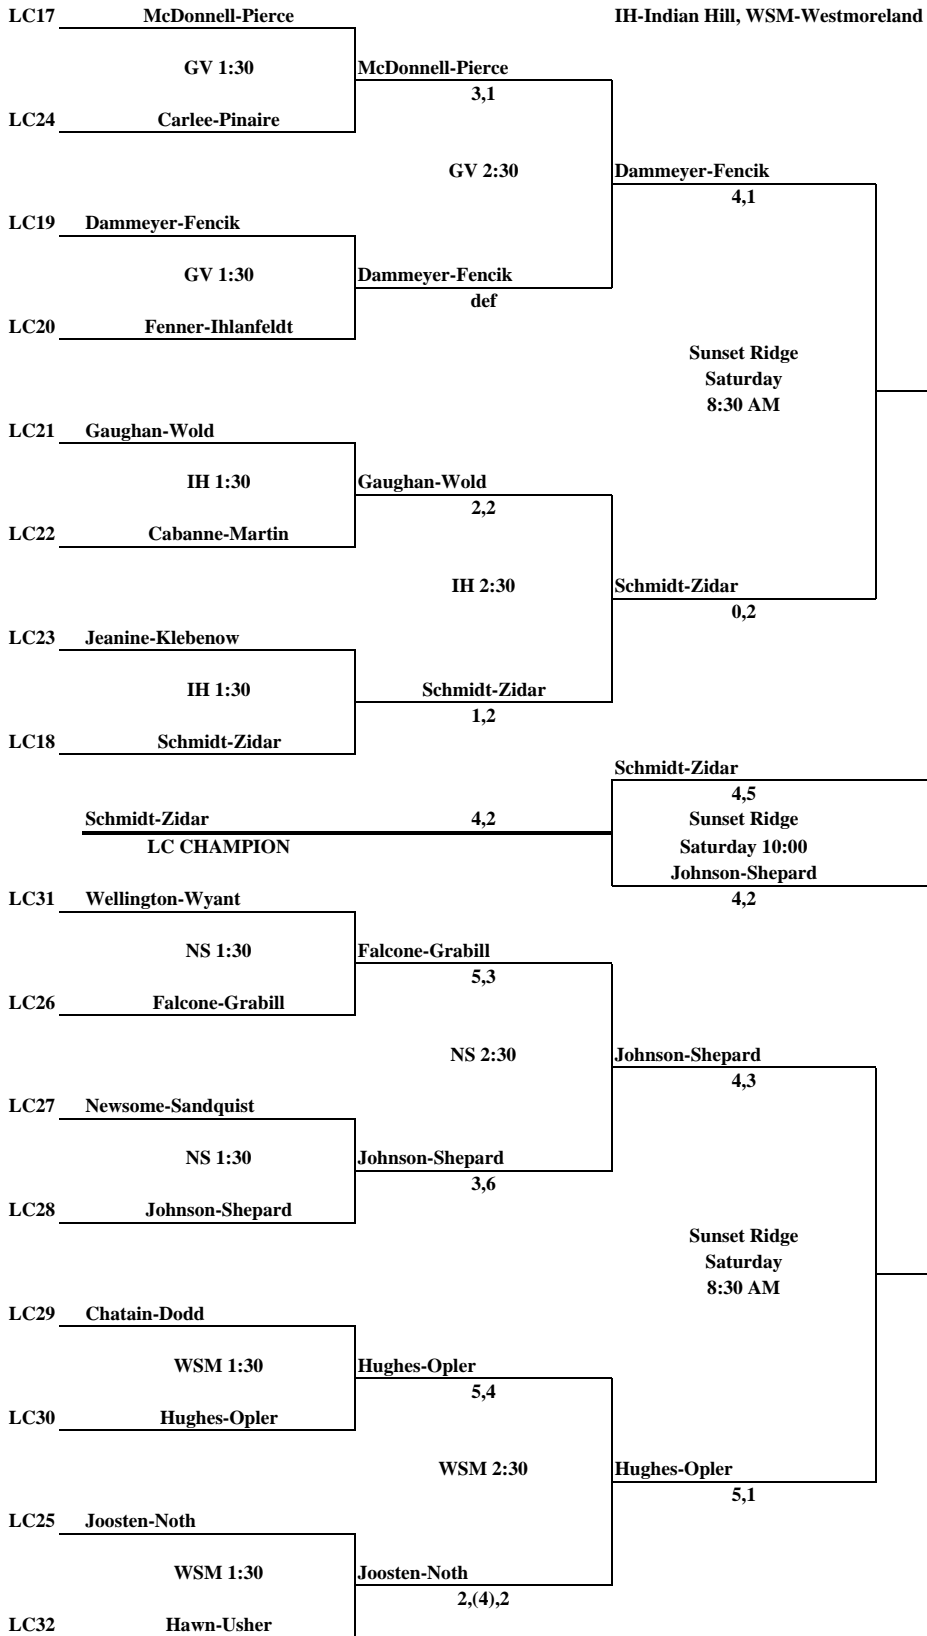 LC17 McDonnell-Pierce IH-Indian Hill, WSM-Westmoreland
GV 1:30 McDonnell-Pierce
3,1
LC24 Carlee-Pinaire
GV 2:30 Dammeyer-Fencik
4,1
LC19 Dammeyer-Fencik
GV 1:30 Dammeyer-Fencik
def
LC20 Fenner-Ihlanfeldt
Sunset Ridge
Saturday
8:30 AM
LC21 Gaughan-Wold
IH 1:30 Gaughan-Wold
2,2
LC22 Cabanne-Martin
IH 2:30 Schmidt-Zidar
0,2
LC23 Jeanine-Klebenow
IH 1:30 Schmidt-Zidar
1,2
LC18 Schmidt-Zidar
Schmidt-Zidar
4,5
Schmidt-Zidar 4,2 Sunset Ridge
LC CHAMPION Saturday 10:00
Johnson-Shepard
LC31 Wellington-Wyant 4,2
NS 1:30 Falcone-Grabill
5,3
LC26 Falcone-Grabill
NS 2:30 Johnson-Shepard
4,3
LC27 Newsome-Sandquist
NS 1:30 Johnson-Shepard
3,6
LC28 Johnson-Shepard
Sunset Ridge
Saturday
8:30 AM
LC29 Chatain-Dodd
WSM 1:30 Hughes-Opler
5,4
LC30 Hughes-Opler
WSM 2:30 Hughes-Opler
5,1
LC25 Joosten-Noth
WSM 1:30 Joosten-Noth
2,(4),2
LC32 Hawn-Usher